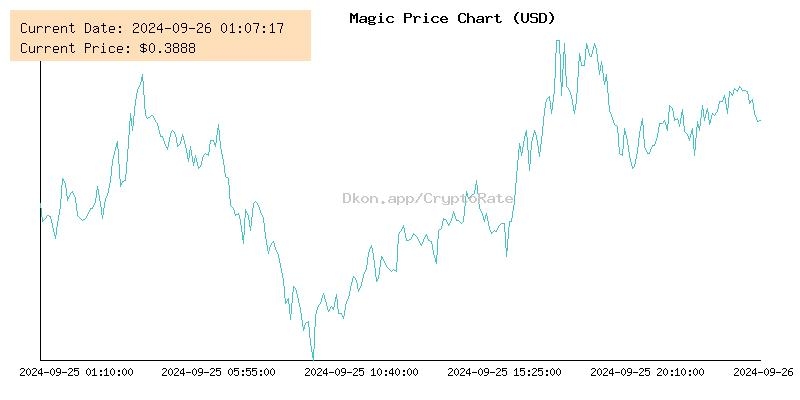 Magic Price Chart (USD)
Current Date: 2024-09-26 01:07:17
Current Price: $0.3888
Dkon.app/CryptoRate
2024-09-25 01:10:00 2024-09-25 05:55:00 2024-09-25 10:40:00 2024-09-25 15:25:00 2024-09-25 20:10:00 2024-09-26